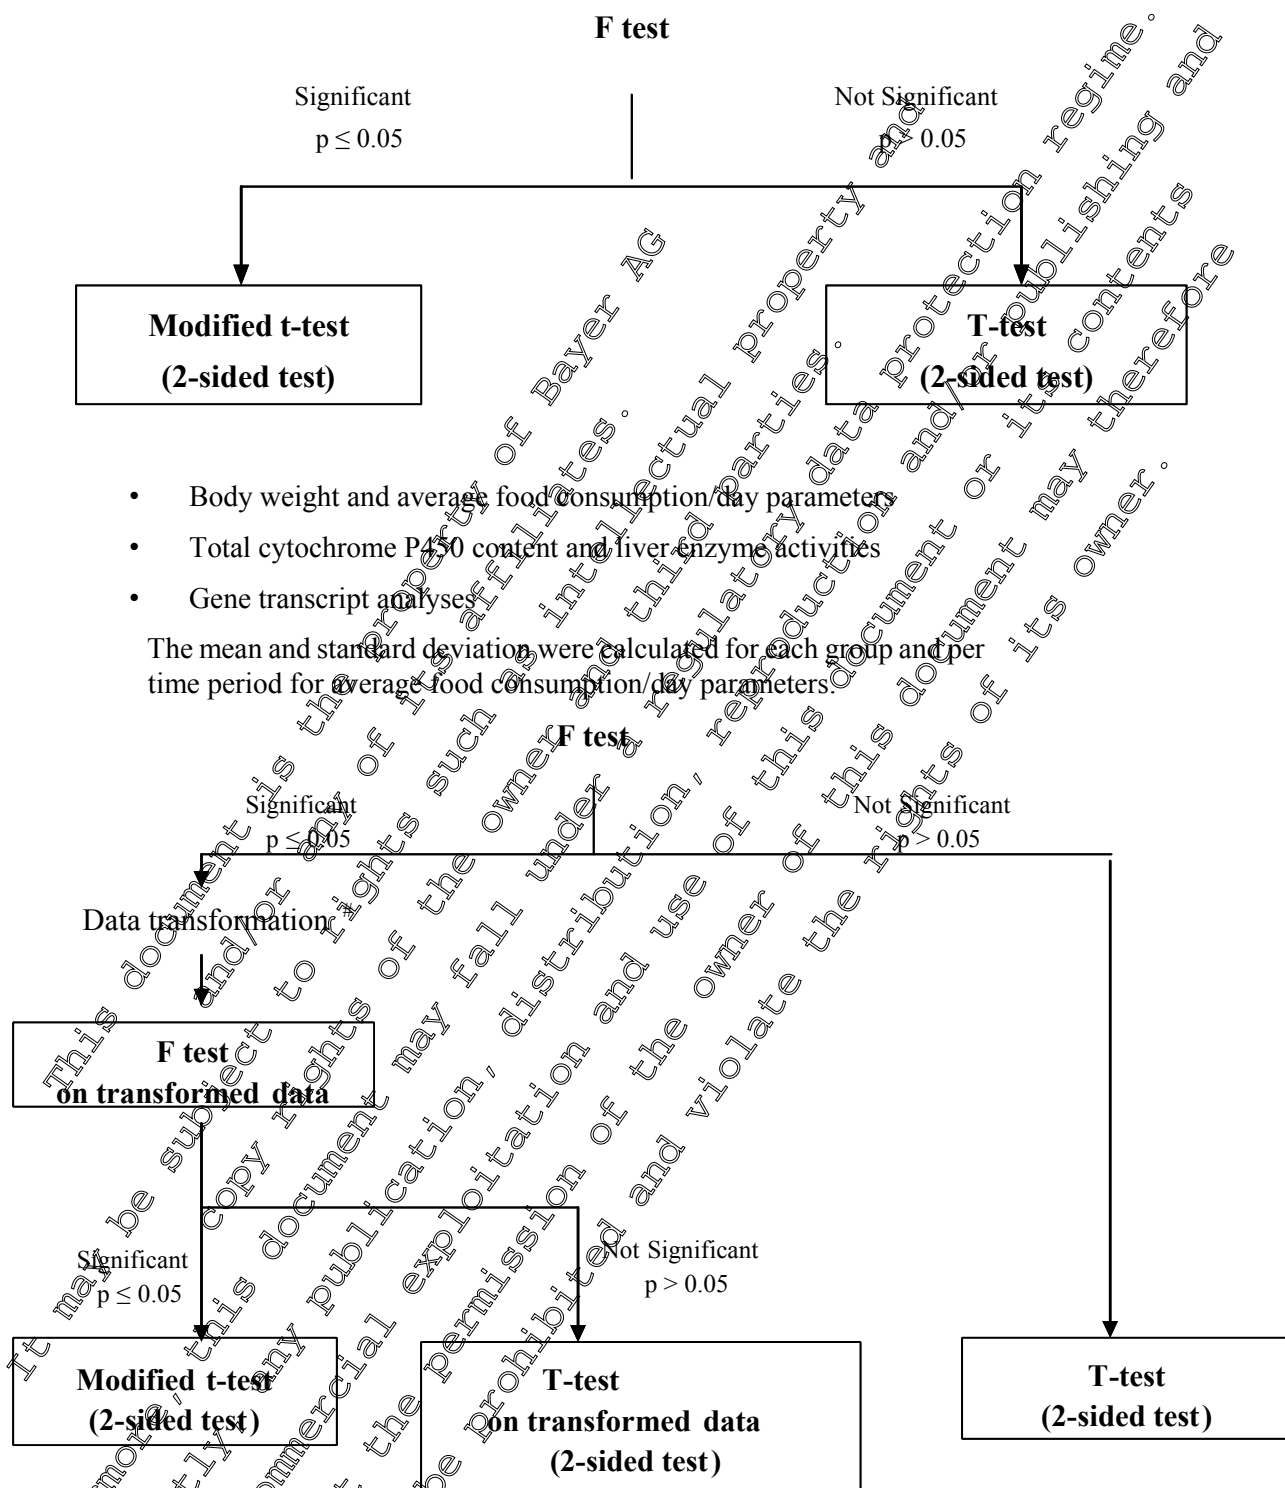 F test
Significant
p ≤ 0.05
Not Significant
p > 0.05
Modified t-test
(2-sided test)
T-test
(2-sided test)
• Body weight and average food consumption/day parameters
• Total cytochrome P450 content and liver enzyme activities
• Gene transcript analyses
The mean and standard deviation were calculated for each group and per
time period for average food consumption/day parameters.
F test
Significant
p ≤ 0.05
Not Significant
p > 0.05
Data transformation #
F test
on transformed data
Significant
p ≤ 0.05
Not Significant
p > 0.05
Modified t-test
(2-sided test)
T-test
on transformed data
(2-sided test)
T-test
(2-sided test)
This document is the property of Bayer AG
and/or any of its affiliates.
It may be subject to rights such as intellectual property and
copy rights of the owner and third parties.
this document may fall under a regulatory data protection regime.
any publication, distribution, reproduction and/or publishing and
exploitation and use of this document or its contents
the permission of the owner of this document may therefore
be prohibited and violate the rights of its owner.